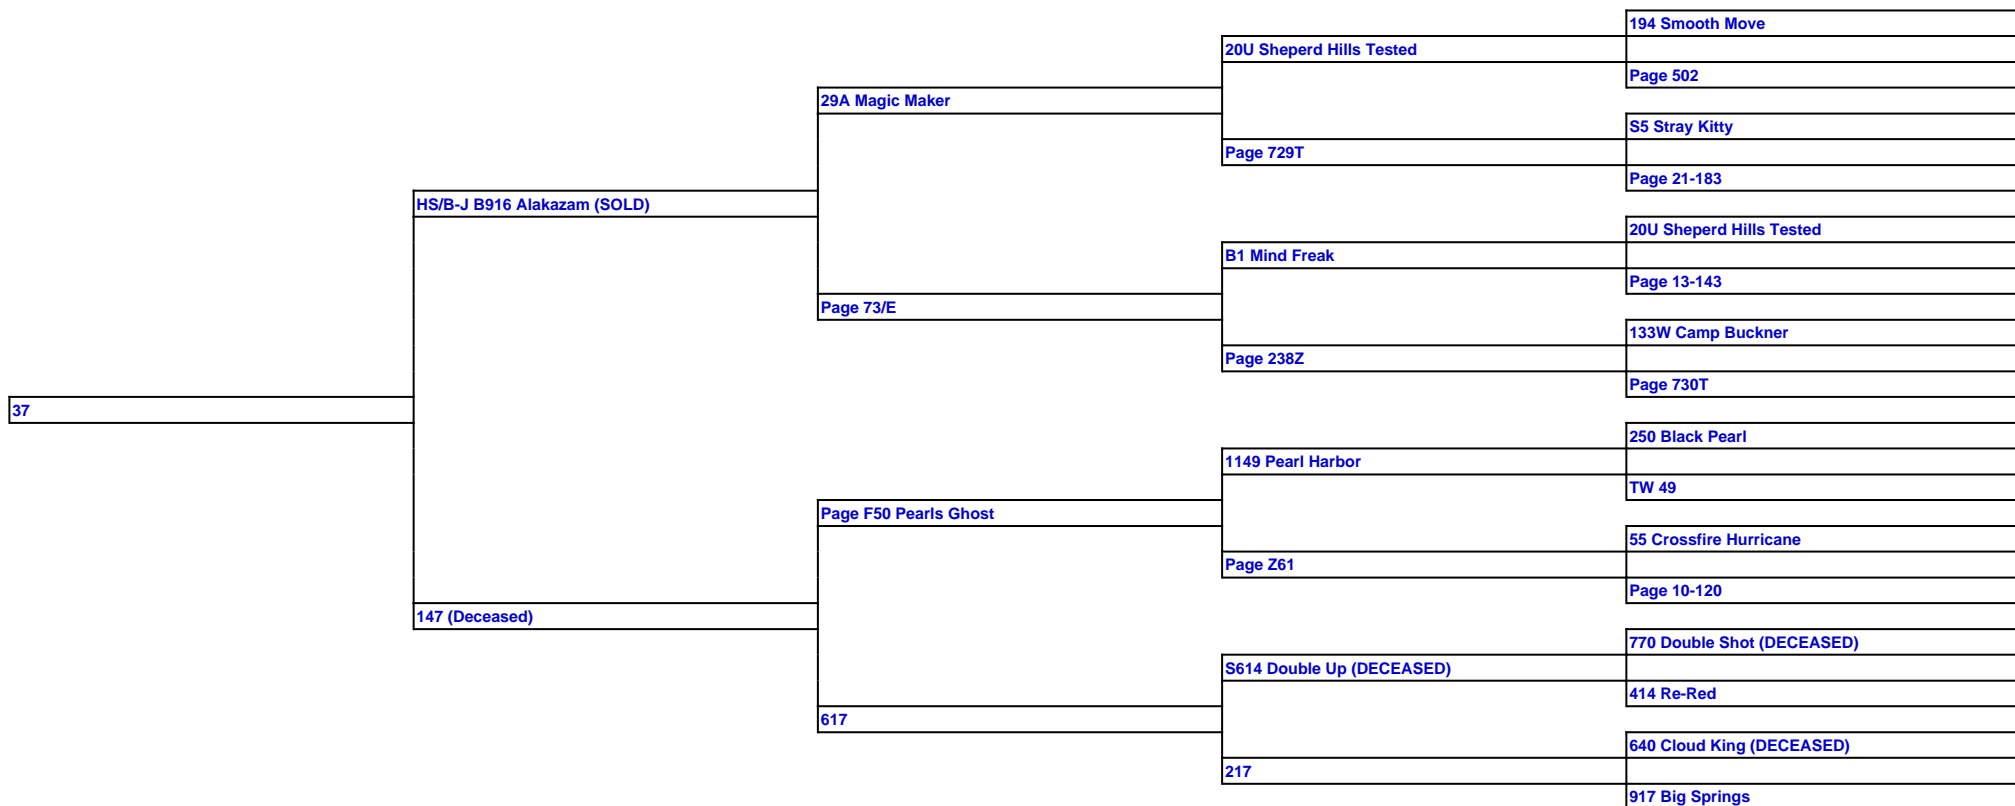 194 Smooth Move
20U Sheperd Hills Tested
Page 502
29A Magic Maker
S5 Stray Kitty
Page 729T
Page 21-183
HS/B-J B916 Alakazam (SOLD)
20U Sheperd Hills Tested
B1 Mind Freak
Page 13-143
Page 73/E
133W Camp Buckner
Page 238Z
Page 730T
37
250 Black Pearl
1149 Pearl Harbor
TW 49
Page F50 Pearls Ghost
55 Crossfire Hurricane
Page Z61
Page 10-120
147 (Deceased)
770 Double Shot (DECEASED)
S614 Double Up (DECEASED)
414 Re-Red
617
640 Cloud King (DECEASED)
217
917 Big Springs